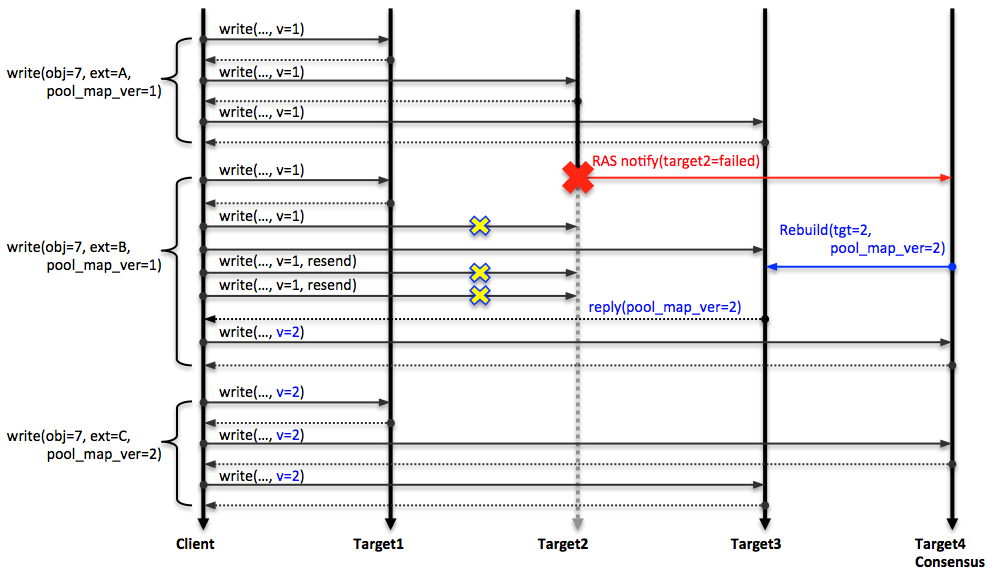 write(…, v=1)
write(obj=7, ext=A,
pool_map_ver=1)
write(…, v=1)
write(…, v=1)
RAS notify(target2=failed)
write(…, v=1)
write(…, v=1)
Rebuild(tgt=2,
pool_map_ver=2)
write(obj=7, ext=B,
pool_map_ver=1)
write(…, v=1, resend)
write(…, v=1, resend)
reply(pool_map_ver=2)
write(…, v=2)
write(…, v=2)
write(obj=7, ext=C,
pool_map_ver=2)
write(…, v=2)
write(…, v=2)
Client
Target1
Target2
Target3
Target4
Consensus